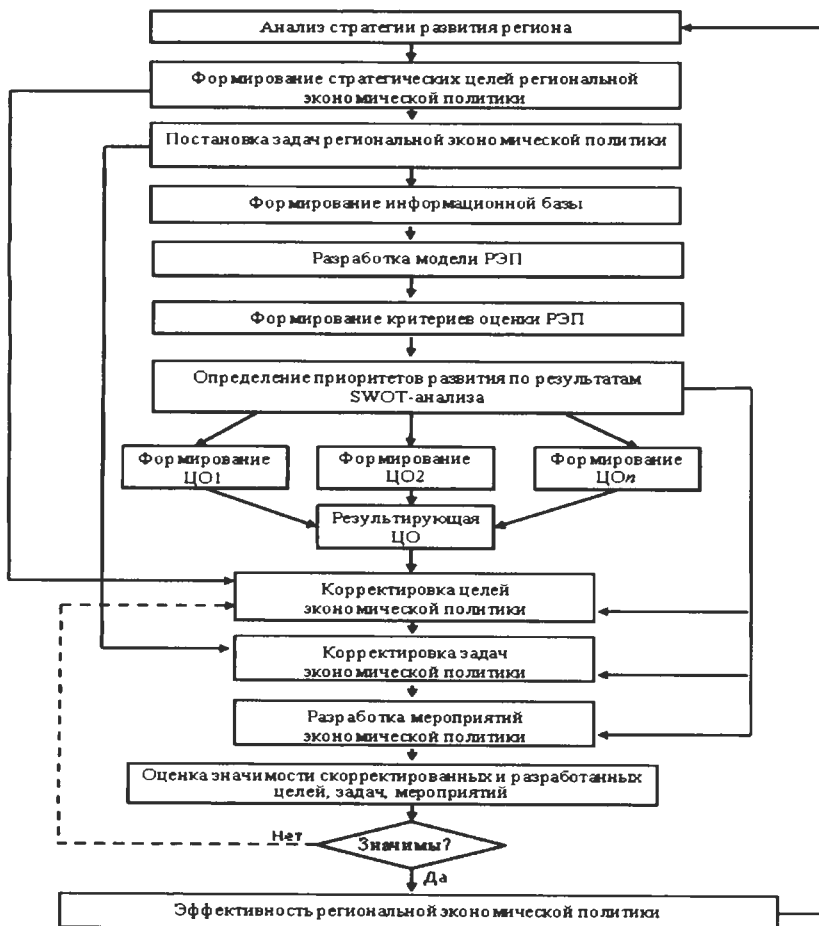 Анализ стратегии развития региона
Формирование стратегических целей региональной
экономической политики
Постановка задач региональной экономической политики
Формирование информационной базы
Разработка модели РЭП
Формирование критериев оценки РЭП
Определение приоритетов развития по результатам
SWOT-анализа
Формирование
ЦО1
Формирование
ЦО2
Формирование
ЦОn
Результирующая
ЦО
Корректировка целей
экономической политики
Корректировка задач
экономической политики
Разработка мероприятий
экономической политики
Оценка значимости скорректированных и разработанных
целей, задач, мероприятий
Нет
Значимы?
Да
Эффективность региональной экономической политики